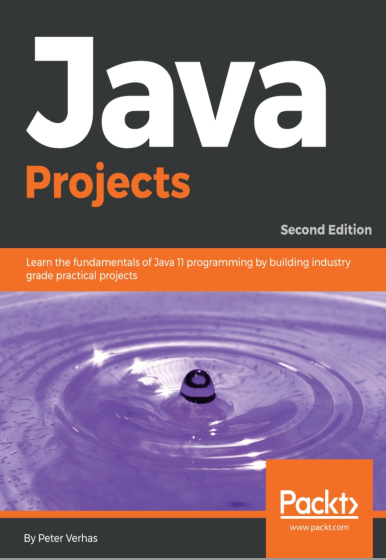 Java
Projects
Second Edition
Learn the fundamentals of Java 11 programming by building industry
grade practical projects
Packt>
www.packt.com
By Peter Verhas